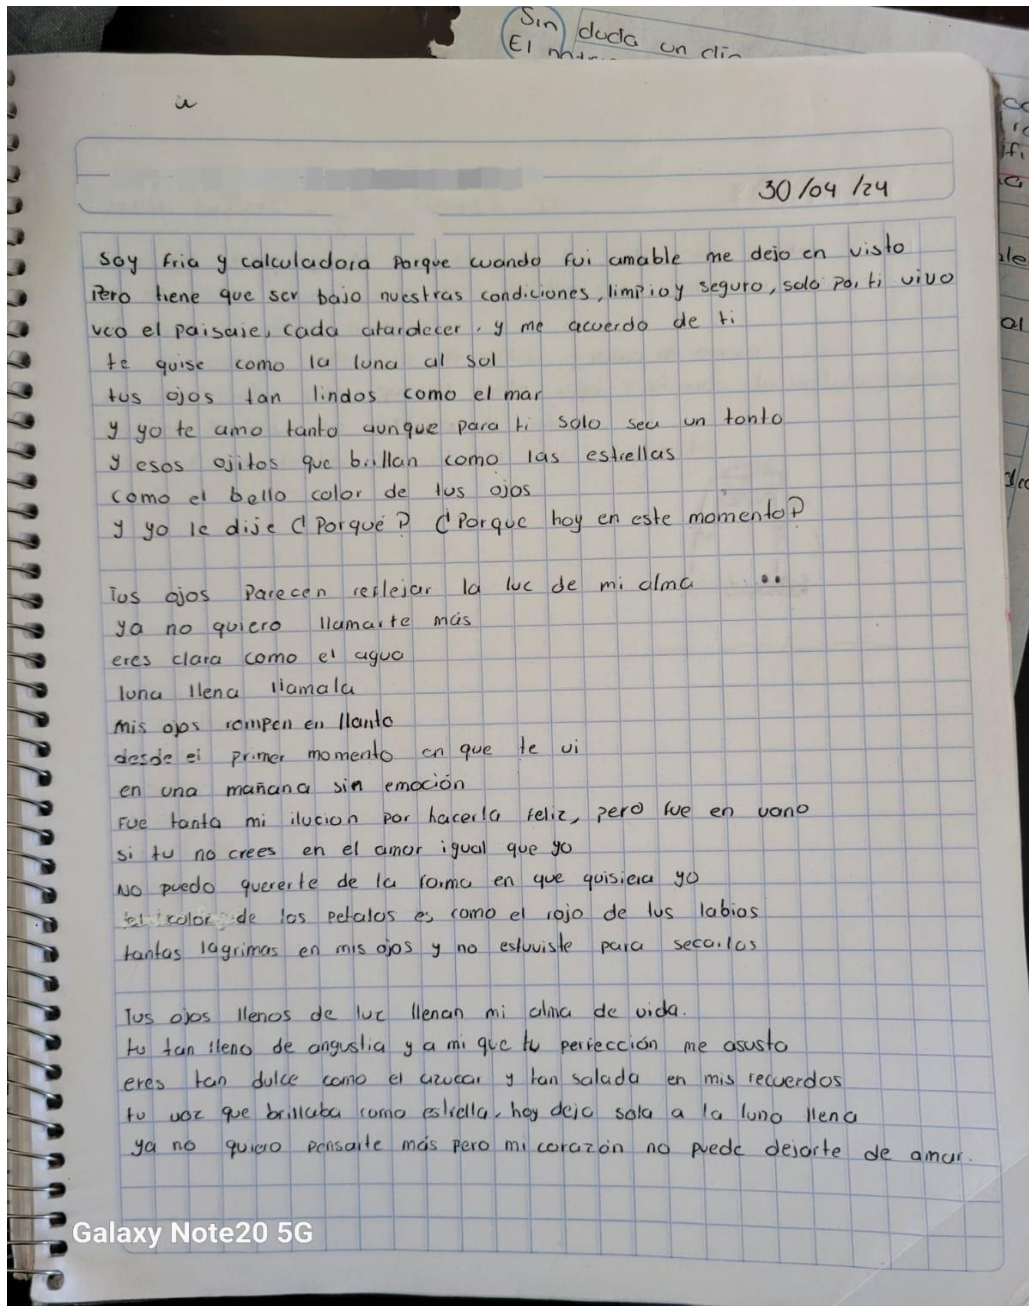 Sin duda un din
El
30/04/24
Soy fria y calculadora Porque cuando fui amable me dejo en visto
Pero tiene que ser bajo nuestras condiciones, limpio y seguro, solo por ti vivo
veo el paisaje, cada atardecer, y me acuerdo de ti
te quise como la luna al sol
tus ojos tan lindos como el mar
y yo te amo tanto aunque para ti solo sea un tonto
y esos ojitos que brillan como las estrellas
como el bello color de tus ojos
y yo le dije ¿Porque? ¿Porque hoy en este momento?
Tus ojos Parecen reflejar la luc de mi alma
ya no quiero llamarte más
eres clara como el agua
luna llena llamala
Mis ojos rompen en llanto
desde el primer momento en que te vi
en una mañana sin emoción
Fue tanta mi ilucion por hacerla feliz, pero fue en vano
si tu no crees en el amor igual que yo
No puedo quererte de la forma en que quisiera yo
el color de los petalos es como el rojo de tus labios
tantas lagrimas en mis ojos y no estuviste para secarlas
Tus ojos llenos de luz llenan mi alma de vida.
tu tan lleno de angustia y a mi que tu perfección me asusta
eres tan dulce como el azucar y tan salada en mis recuerdos
tu voz que brillaba como estrella, hoy deja sola a la luna llena
ya no quiero pensarte más pero mi corazón no puede dejarte de amar.
Galaxy Note20 5G